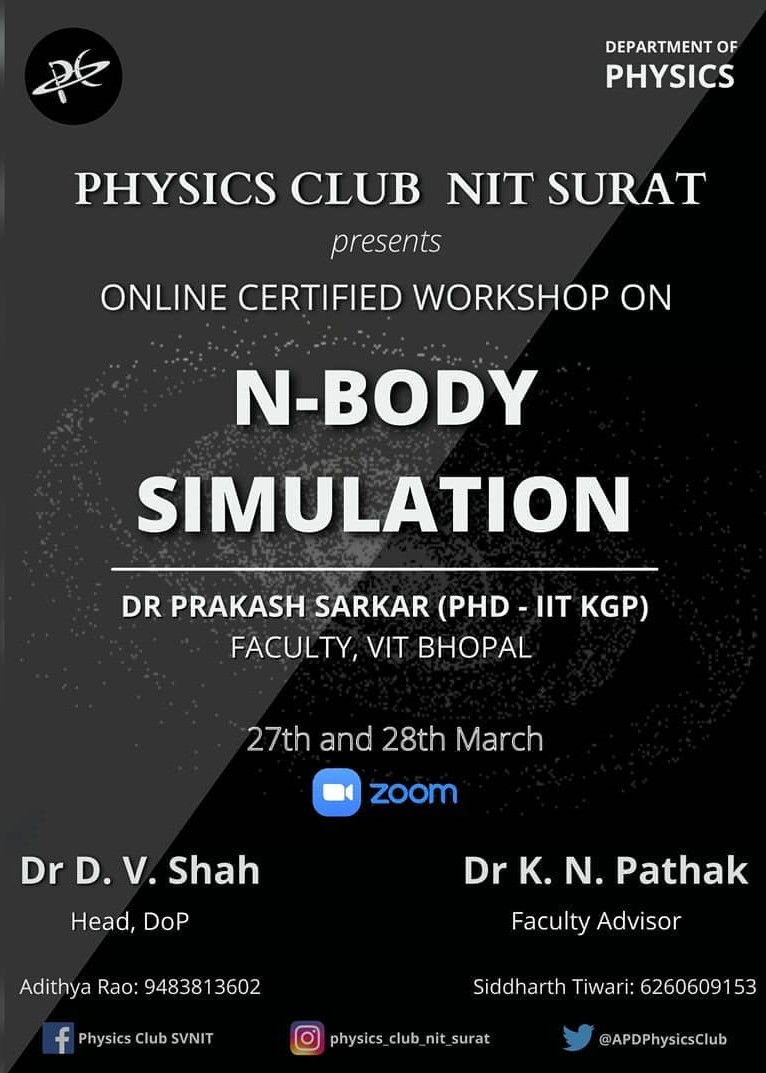 PC
DEPARTMENT OF
PHYSICS
PHYSICS CLUB NIT SURAT
presents
ONLINE CERTIFIED WORKSHOP ON
N-BODY
SIMULATION
DR PRAKASH SARKAR (PHD - IIT KGP)
FACULTY, VIT BHOPAL
27th and 28th March
zoom
Dr D. V. Shah
Head, DoP
Dr K. N. Pathak
Faculty Advisor
Adithya Rao: 9483813602
Siddharth Tiwari: 6260609153
Physics Club SVNIT
physics_club_nit_surat
@APDPhysicsClub